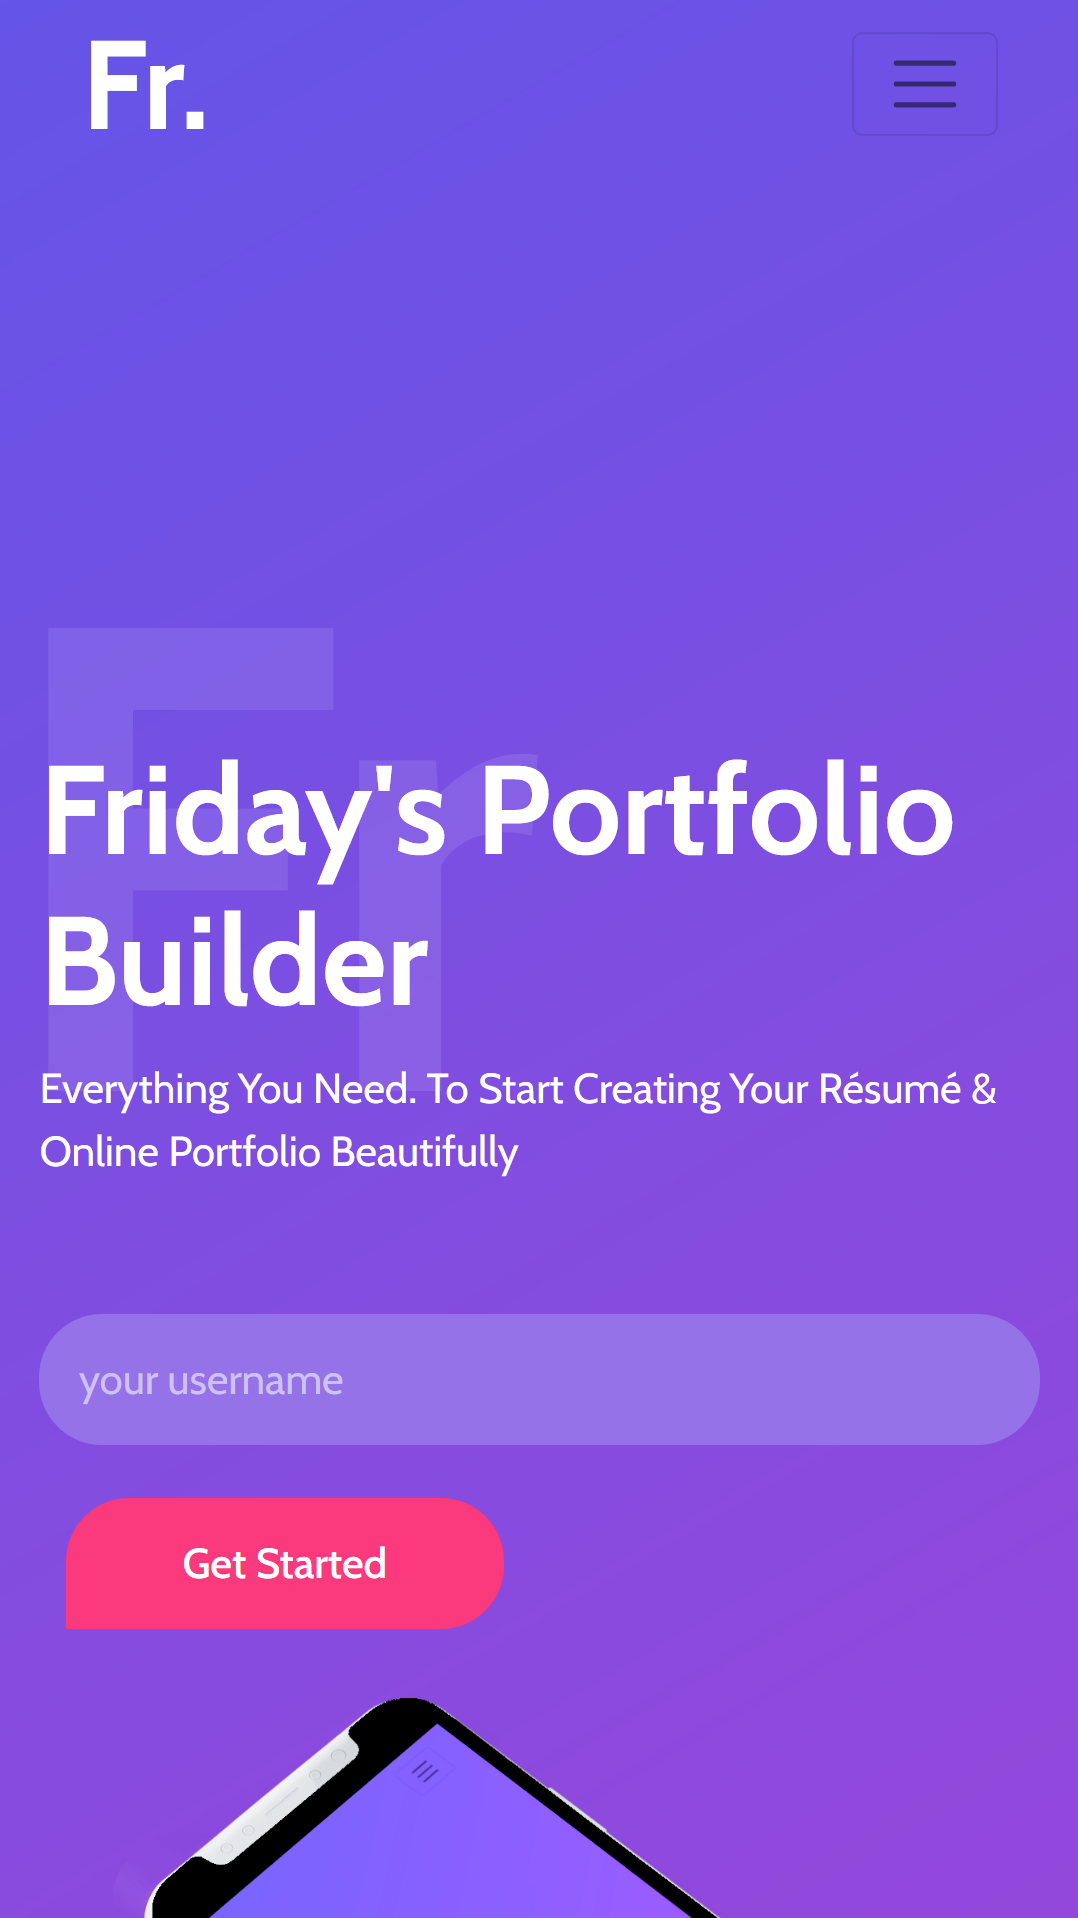 Fr.
Fr
Friday's Portfolio
Builder
Everything You Need. To Start Creating Your Résumé &
Online Portfolio Beautifully
your username
Get Started